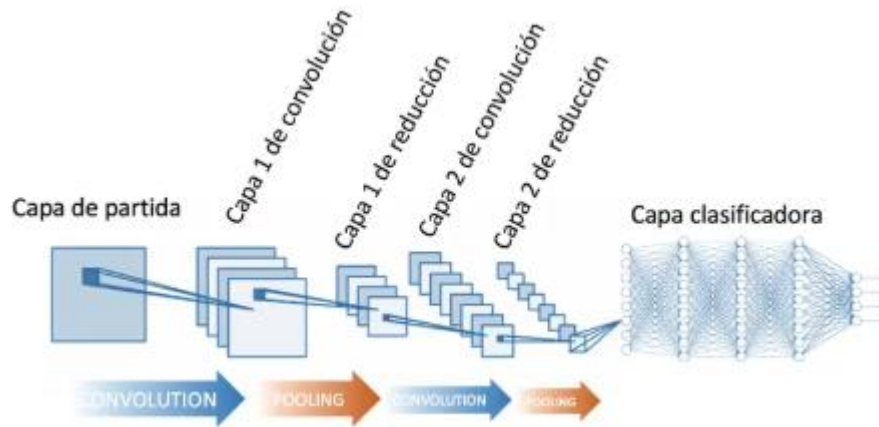 Capa de partida
Capa 1 de convolución
Capa 1 de reducción
Capa 2 de convolución
Capa 2 de reducción
Capa clasificadora
CONVOLUTION
POOLING
CONVOLUTION
POOLING